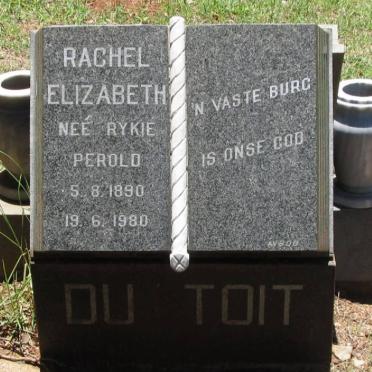 RACHEL
ELIZABETH
NEÉ RYKIE
PEROLD
5.8.1890
19.6.1980
'N VASTE BURG
IS ONSE GOD
DU TOIT